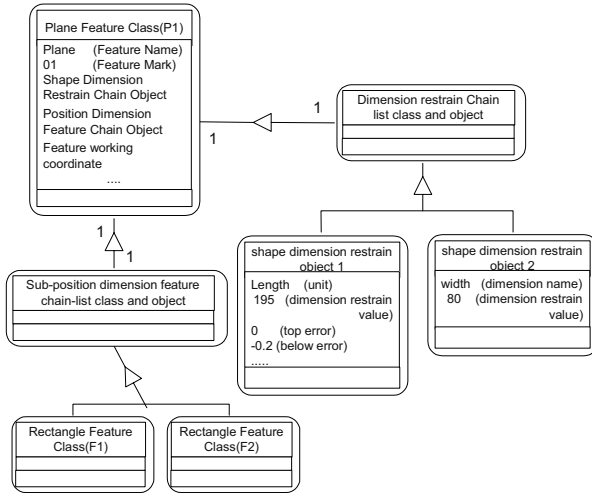 Plane Feature Class(P1)
Plane (Feature Name)
01 (Feature Mark)
Shape Dimension
Restrain Chain Object
Position Dimension
Feature Chain Object
Feature working
coordinate
....
1
1
Dimension restrain Chain
list class and object
1
1
Sub-position dimension feature
chain-list class and object
shape dimension restrain
object 1
Length (unit)
195 (dimension restrain
value)
0 (top error)
-0.2 (below error)
.....
shape dimension restrain
object 2
width (dimension name)
80 (dimension restrain
value)
Rectangle Feature
Class(F1)
Rectangle Feature
Class(F2)